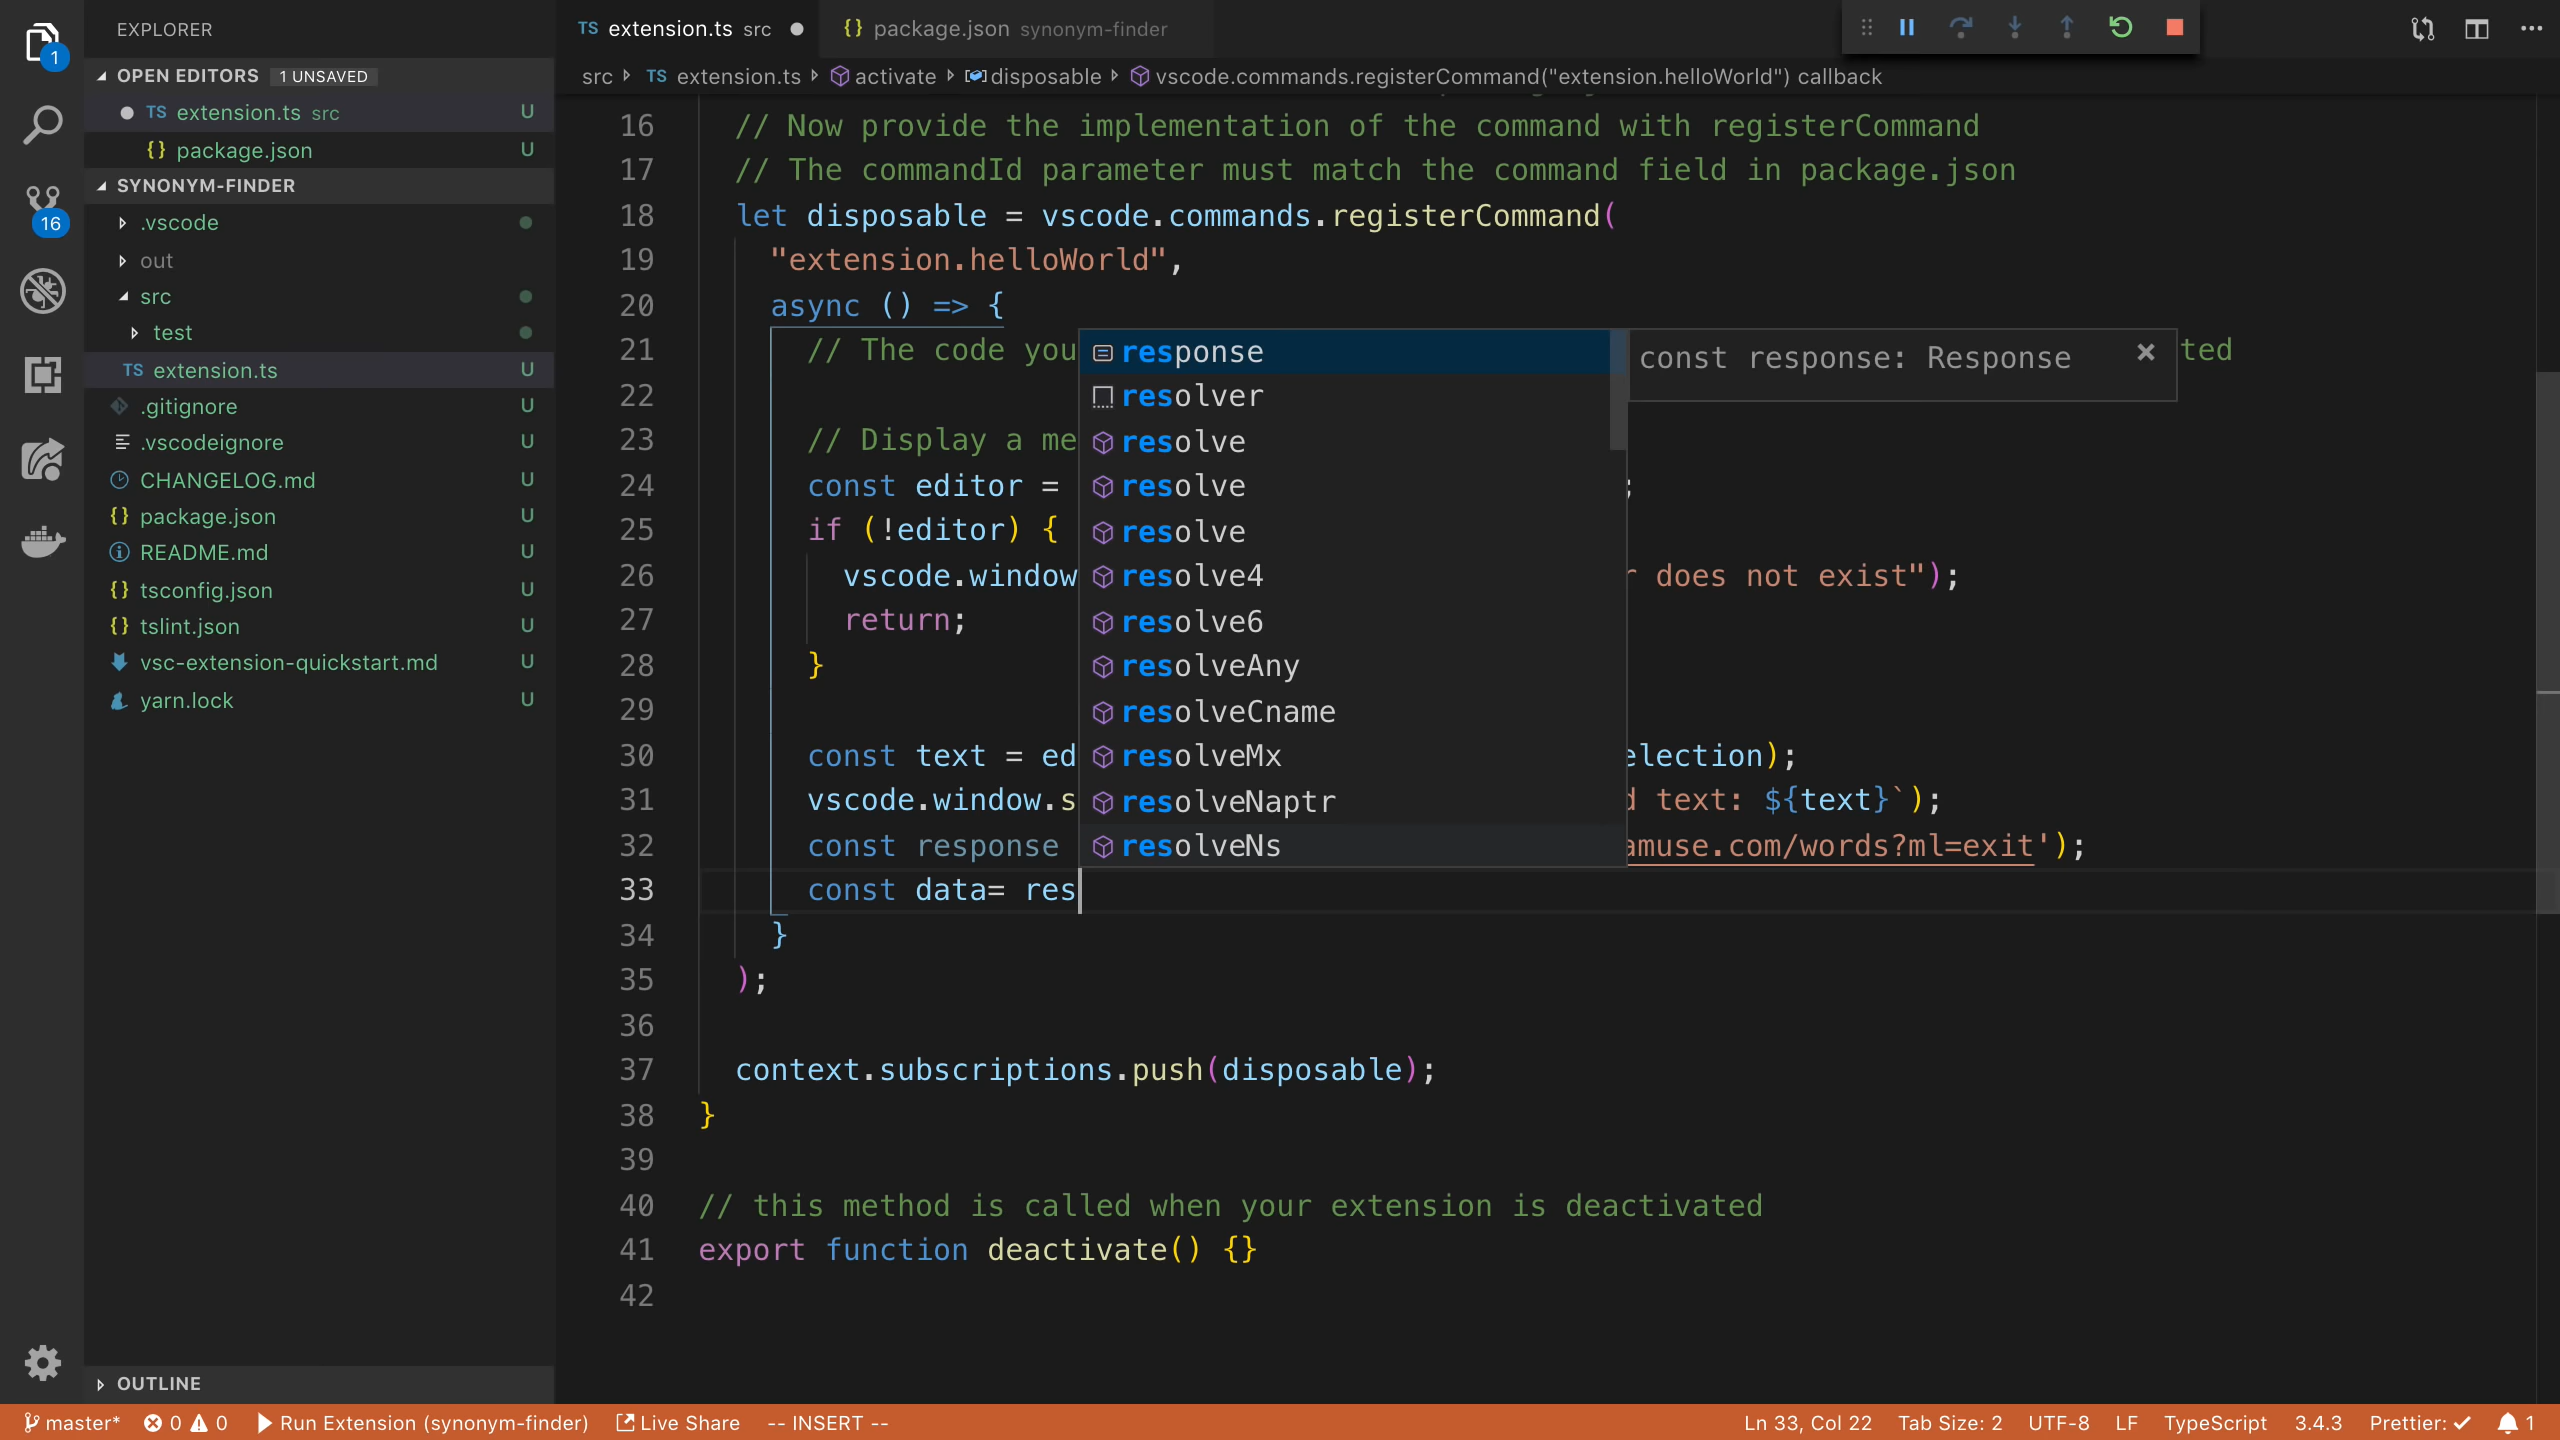 EXPLORER
OPEN EDITORS 1 UNSAVED
TS extension.ts src U
{} package.json U
SYNONYM-FINDER
.vscode
out
src
test
TS extension.ts U
.gitignore U
.vscodeignore U
CHANGELOG.md U
{} package.json U
README.md U
{} tsconfig.json U
{} tslint.json U
vsc-extension-quickstart.md U
yarn.lock U
OUTLINE
1
16
TS extension.ts src
{} package.json synonym-finder
src TS extension.ts activate disposable vscode.commands.registerCommand("extension.helloWorld") callback
16 // Now provide the implementation of the command with registerCommand
17 // The commandId parameter must match the command field in package.json
18 let disposable = vscode.commands.registerCommand(
19 "extension.helloWorld",
20 async () => {
21 // The code you ted
22
23 // Display a me
24 const editor = ;
25 if (!editor) {
26 vscode.window r does not exist");
27 return;
28 }
29
30 const text = ed election);
31 vscode.window.s d text: ${text}`);
32 const response amuse.com/words?ml=exit');
33 const data= res
34 }
35 );
36
37 context.subscriptions.push(disposable);
38 }
39
40 // this method is called when your extension is deactivated
41 export function deactivate() {}
42
response
resolver
resolve
resolve
resolve
resolve4
resolve6
resolveAny
resolveCname
resolveMx
resolveNaptr
resolveNs
const response: Response
master* 0 0 Run Extension (synonym-finder) Live Share -- INSERT -- Ln 33, Col 22 Tab Size: 2 UTF-8 LF TypeScript 3.4.3 Prettier: ✓ 1